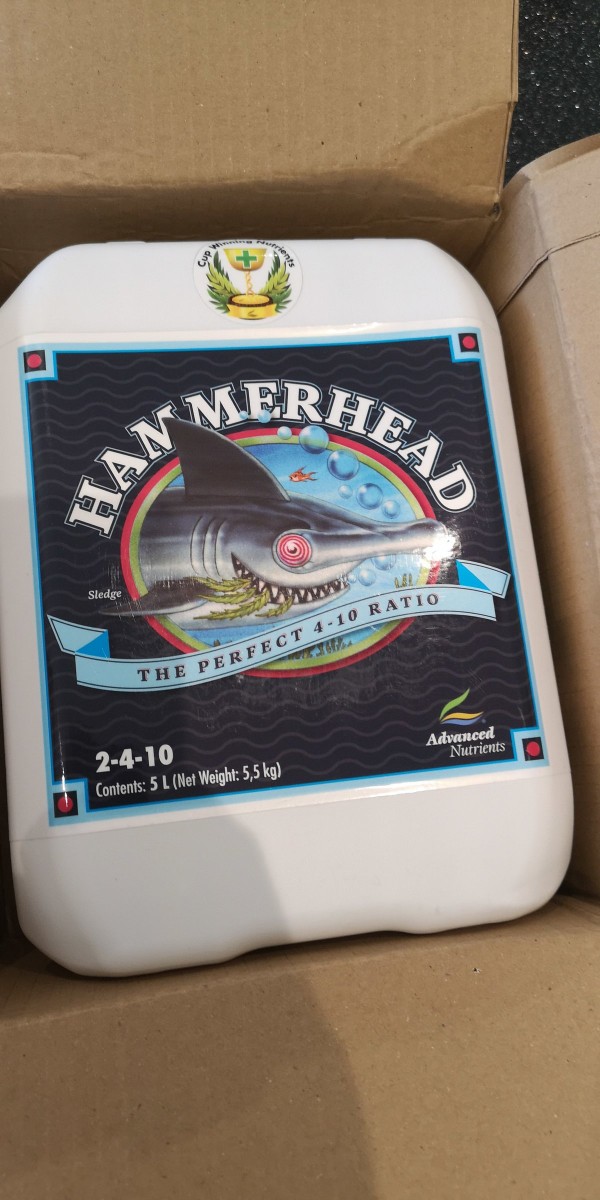 Cup Winning Nutrients
HAMMERHEAD
Sledge
THE PERFECT 4-10 RATIO
Advanced
Nutrients
2-4-10
Contents: 5 L (Net Weight: 5,5 kg)